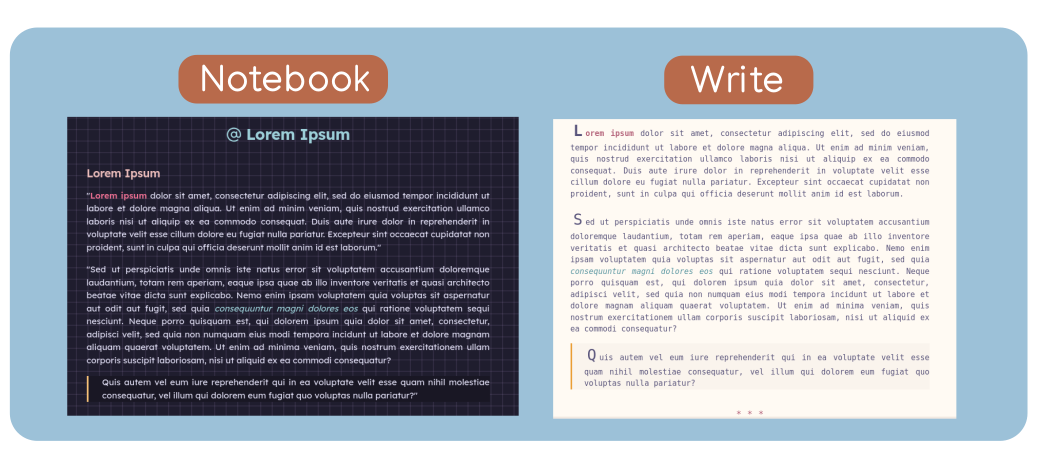 Notebook
@ Lorem Ipsum
Lorem Ipsum
"Lorem ipsum dolor sit amet, consectetur adipiscing elit, sed do eiusmod tempor incididunt ut
labore et dolore magna aliqua. Ut enim ad minim veniam, quis nostrud exercitation ullamco
laboris nisi ut aliquip ex ea commodo consequat. Duis aute irure dolor in reprehenderit in
voluptate velit esse cillum dolore eu fugiat nulla pariatur. Excepteur sint occaecat cupidatat non
proident, sunt in culpa qui officia deserunt mollit anim id est laborum."
"Sed ut perspiciatis unde omnis iste natus error sit voluptatem accusantium doloremque
laudantium, totam rem aperiam, eaque ipsa quae ab illo inventore veritatis et quasi architecto
beatae vitae dicta sunt explicabo. Nemo enim ipsam voluptatem quia voluptas sit aspernatur
aut odit aut fugit, sed quia consequuntur magni dolores eos qui ratione voluptatem sequi
nesciunt. Neque porro quisquam est, qui dolorem ipsum quia dolor sit amet, consectetur,
adipisci velit, sed quia non numquam eius modi tempora incidunt ut labore et dolore magnam
aliquam quaerat voluptatem. Ut enim ad minima veniam, quis nostrum exercitationem ullam
corporis suscipit laboriosam, nisi ut aliquid ex ea commodi consequatur?
Quis autem vel eum iure reprehenderit qui in ea voluptate velit esse quam nihil molestiae
consequatur, vel illum qui dolorem eum fugiat quo voluptas nulla pariatur?"
Write
Lorem ipsum dolor sit amet, consectetur adipiscing elit, sed do eiusmod
tempor incididunt ut labore et dolore magna aliqua. Ut enim ad minim veniam,
quis nostrud exercitation ullamco laboris nisi ut aliquip ex ea commodo
consequat. Duis aute irure dolor in reprehenderit in voluptate velit esse
cillum dolore eu fugiat nulla pariatur. Excepteur sint occaecat cupidatat non
proident, sunt in culpa qui officia deserunt mollit anim id est laborum.
Sed ut perspiciatis unde omnis iste natus error sit voluptatem accusantium
doloremque laudantium, totam rem aperiam, eaque ipsa quae ab illo inventore
veritatis et quasi architecto beatae vitae dicta sunt explicabo. Nemo enim
ipsam voluptatem quia voluptas sit aspernatur aut odit aut fugit, sed quia
consequuntur magni dolores eos qui ratione voluptatem sequi nesciunt. Neque
porro quisquam est, qui dolorem ipsum quia dolor sit amet, consectetur,
adipisci velit, sed quia non numquam eius modi tempora incidunt ut labore et
dolore magnam aliquam quaerat voluptatem. Ut enim ad minima veniam, quis
nostrum exercitationem ullam corporis suscipit laboriosam, nisi ut aliquid ex
ea commodi consequatur?
Quis autem vel eum iure reprehenderit qui in ea voluptate velit esse
quam nihil molestiae consequatur, vel illum qui dolorem eum fugiat quo
voluptas nulla pariatur?
* * *